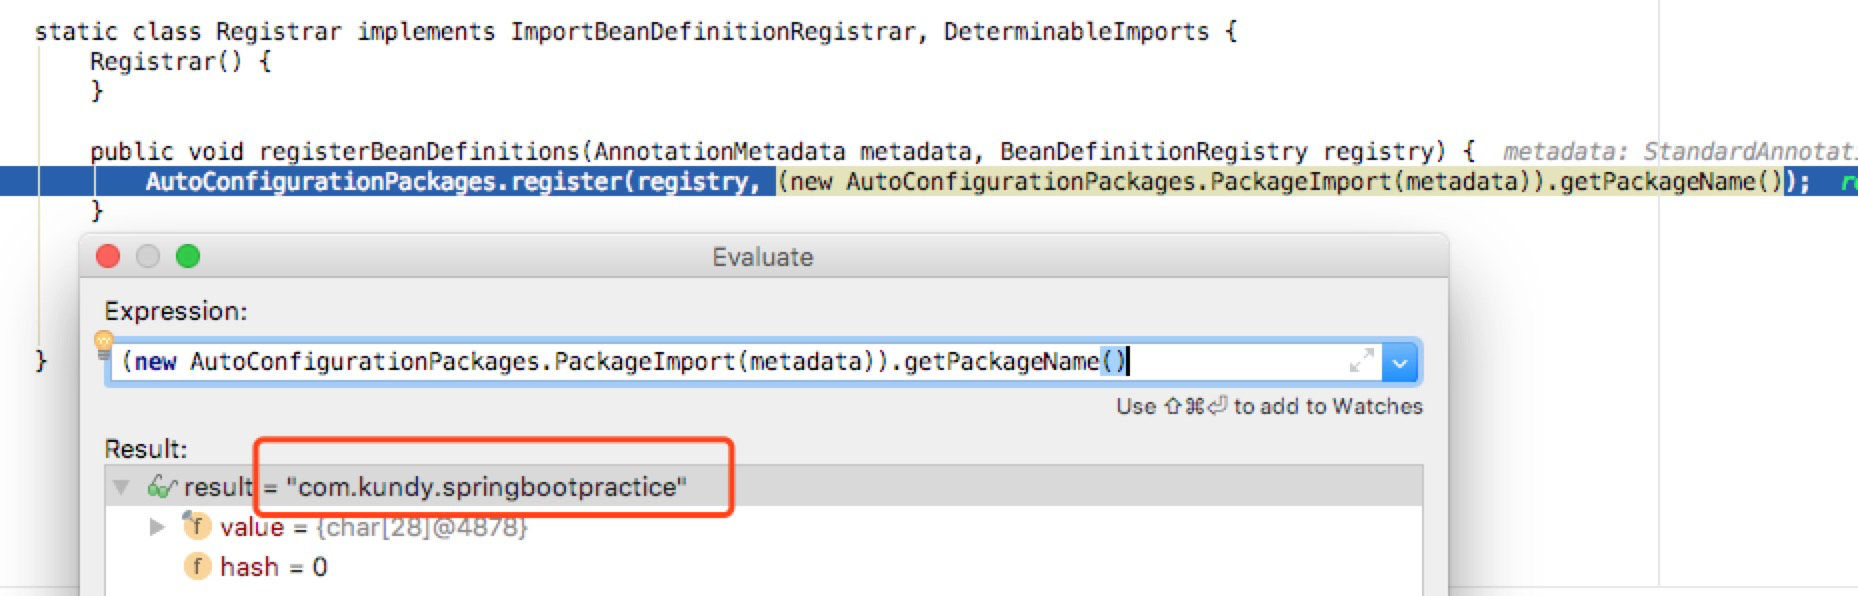 static class Registrar implements ImportBeanDefinitionRegistrar, DeterminableImports {
Registrar() {
}
public void registerBeanDefinitions(AnnotationMetadata metadata, BeanDefinitionRegistry registry) { metadata: StandardAnnotati
AutoConfigurationPackages.register(registry, (new AutoConfigurationPackages.PackageImport(metadata)).getPackageName()); re
}
Evaluate
Expression:
}
(new AutoConfigurationPackages.PackageImport(metadata)).getPackageName()
Use ⇧⌘⏎ to add to Watches
Result:
result = "com.kundy.springbootpractice"
f value = {char[28]@4878}
f hash = 0